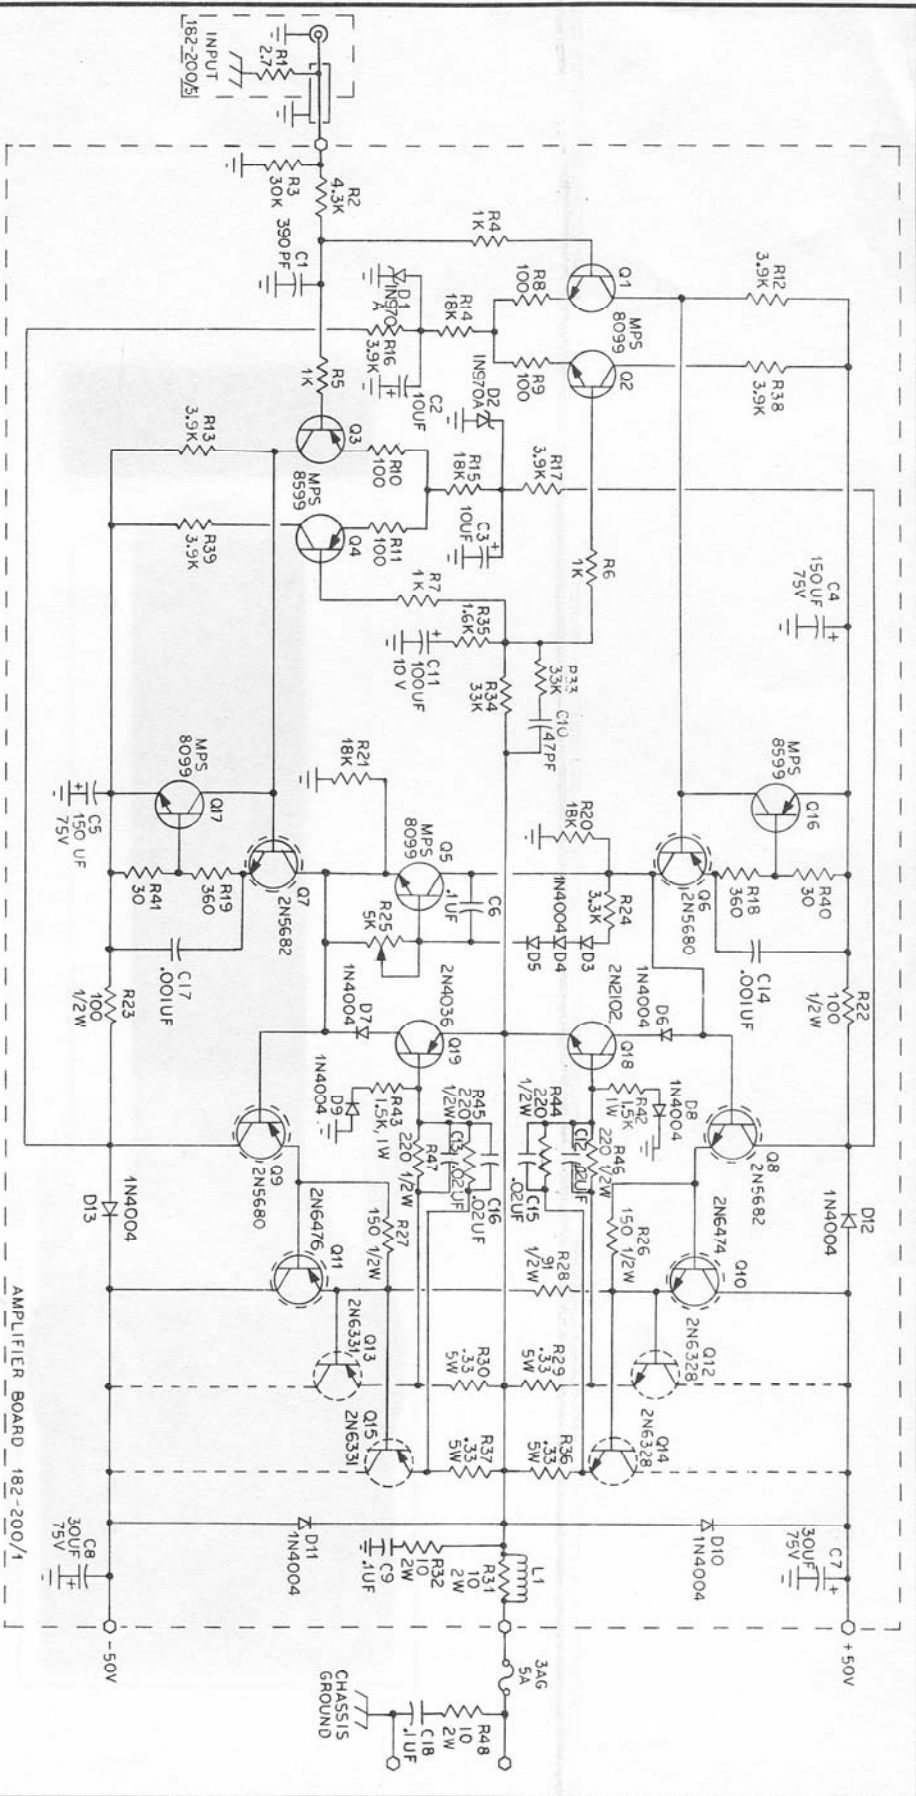 INPUT
182-200/5
R1
2.7
R3
30K
R2
4.3K
C1
390PF
R4
1K
R5
1K
D1
IN970
A
R16
3.9K
C2
10UF
R14
18K
R8
100
Q1
MPS
8099
Q2
R9
100
R12
3.9K
R38
3.9K
D2
IN970A
R15
18K
R17
3.9K
C3
10UF
R13
3.9K
Q3
MPS
8599
Q4
R10
100
R11
100
R39
3.9K
R7
1K
R6
1K
R35
1.6K
C11
100UF
10V
R34
33K
R33
33K
C10
47PF
C4
150UF
75V
MPS
8599
Q16
R40
30
R18
360
Q6
2N5680
C14
.001UF
R22
100
1/2W
R20
18K
R24
3.3K
1N4004
D3
D4
D5
C6
.1UF
Q5
MPS
8099
R25
5K
R21
18K
MPS
8099
Q17
Q7
2N5682
R19
360
R41
30
C5
150UF
75V
C17
.001UF
R23
100
1/2W
1N4004
D7
2N4036
Q19
2N2102
Q18
1N4004
D6
D8
1N4004
R42
1.5K
1W
R43
1.5K,1W
D9
1N4004
R44
220
1/2W
R45
220
1/2W
R46
220 1/2W
C12
.02UF
C15
.02UF
R47
220 1/2W
C13
.02UF
C16
.02UF
Q8
2N5682
Q9
2N5680
D12
1N4004
D13
1N4004
2N6474
Q10
2N6476
Q11
R26
150 1/2W
R27
150 1/2W
R28
91
1/2W
Q12
2N6328
Q13
2N6331
R29
.33
5W
R30
.33
5W
Q14
2N6328
Q15
2N6331
R36
.33
5W
R37
.33
5W
D10
1N4004
D11
1N4004
C7
30UF
75V
C8
30UF
75V
L1
R31
10
2W
R32
10
2W
C9
.1UF
+50V
-50V
3AG
5A
R48
10
2W
C18
.1UF
CHASSIS
GROUND
AMPLIFIER BOARD 182-200/1